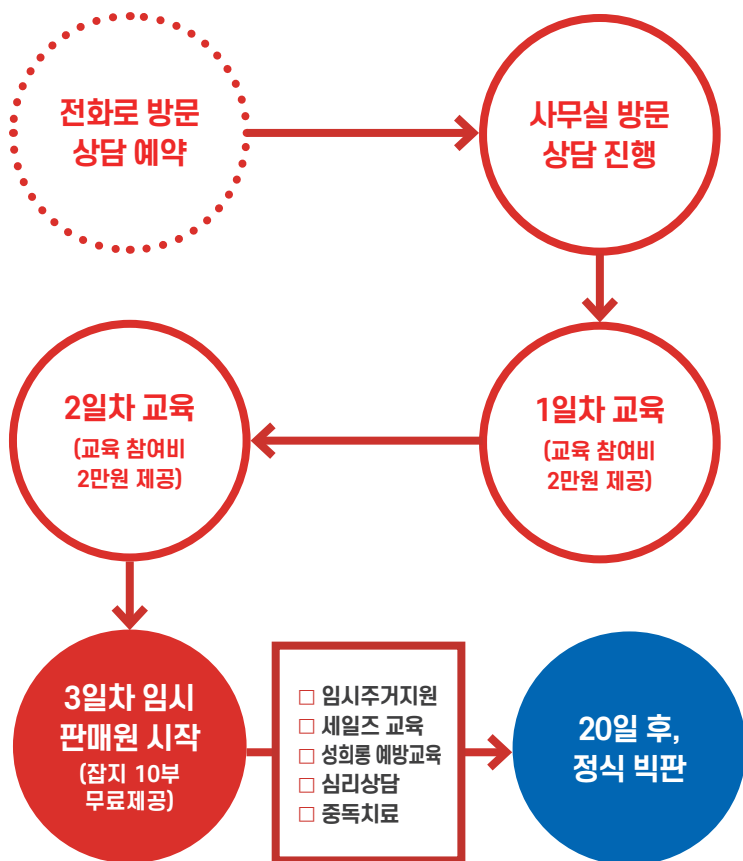 전화로 방문
상담 예약
사무실 방문
상담 진행
1일차 교육
(교육 참여비
2만원 제공)
2일차 교육
(교육 참여비
2만원 제공)
3일차 임시
판매원 시작
(잡지 10부
무료제공)
□ 임시주거지원
□ 세일즈 교육
□ 성희롱 예방교육
□ 심리상담
□ 중독치료
20일 후,
정식 빅판